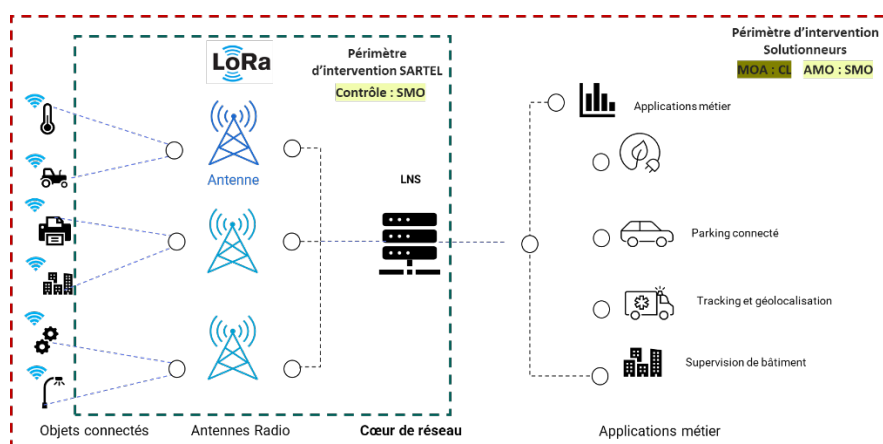 Périmètre d'intervention
Solutionneurs
MOA : CL AMO : SMO
LoRa
Périmètre
d'intervention SARTEL
Contrôle : SMO
Applications métier
Antenne
LNS
Parking connecté
Tracking et géolocalisation
Supervision de bâtiment
Objets connectés
Antennes Radio
Cœur de réseau
Applications métier